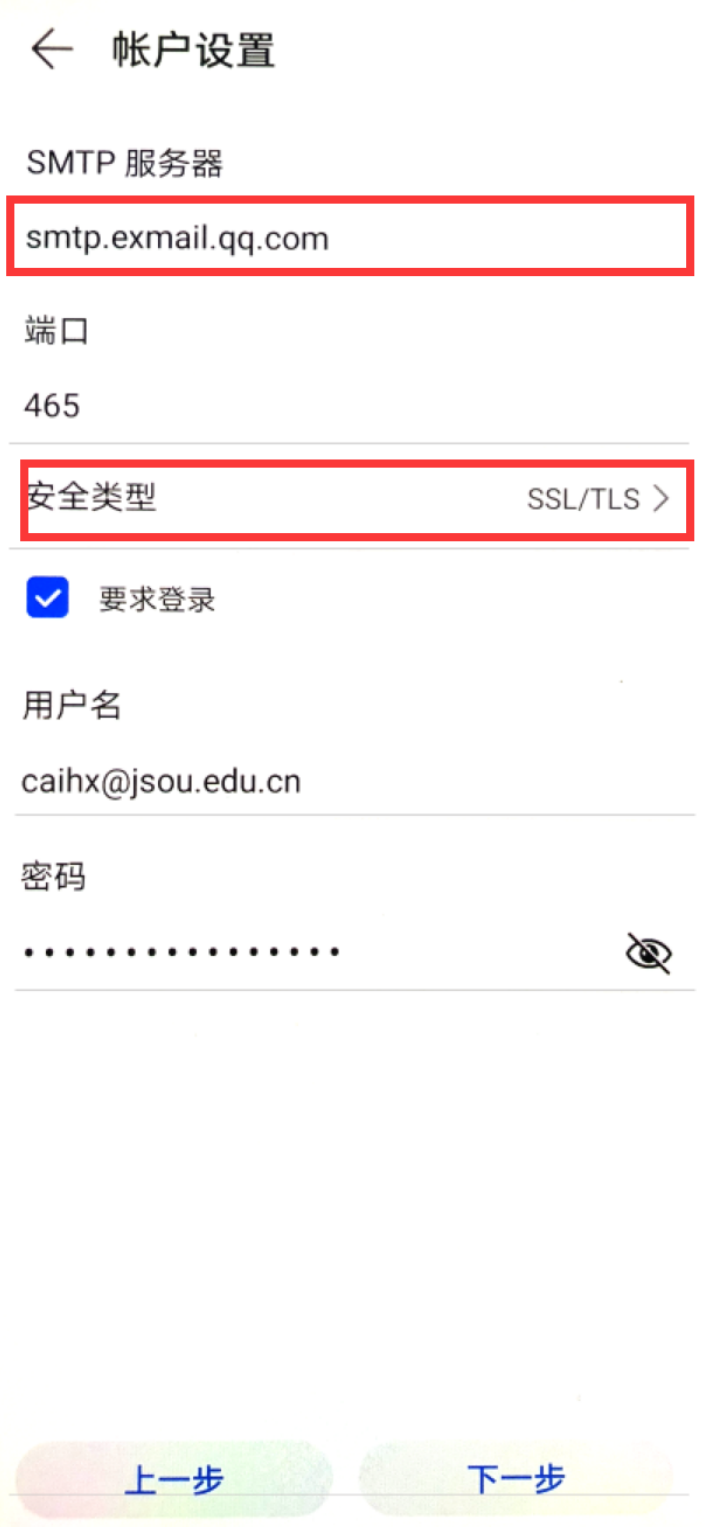 帐户设置
SMTP 服务器
smtp.exmail.qq.com
端口
465
安全类型 SSL/TLS
要求登录
用户名
caihx@jsou.edu.cn
密码
••••••••••••••••
上一步 下一步